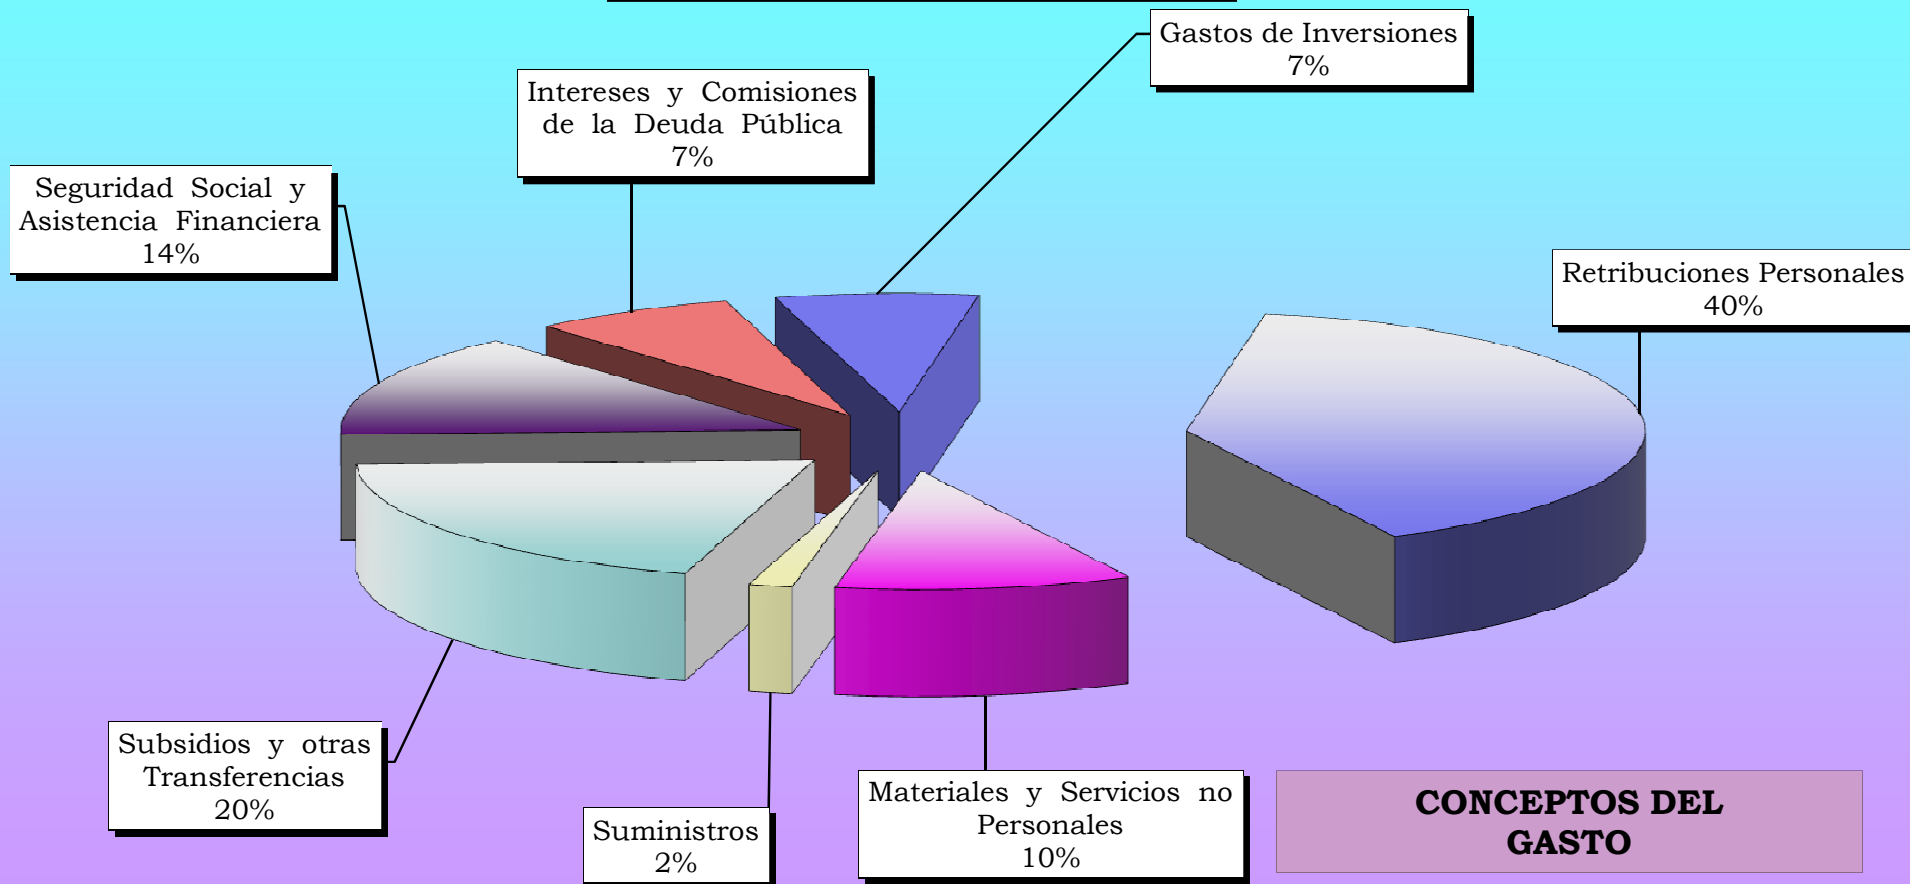 Gastos de Inversiones
7%
Intereses y Comisiones
de la Deuda Pública
7%
Seguridad Social y
Asistencia Financiera
14%
Retribuciones Personales
40%
Subsidios y otras
Transferencias
20%
Suministros
2%
Materiales y Servicios no
Personales
10%
CONCEPTOS DEL
GASTO